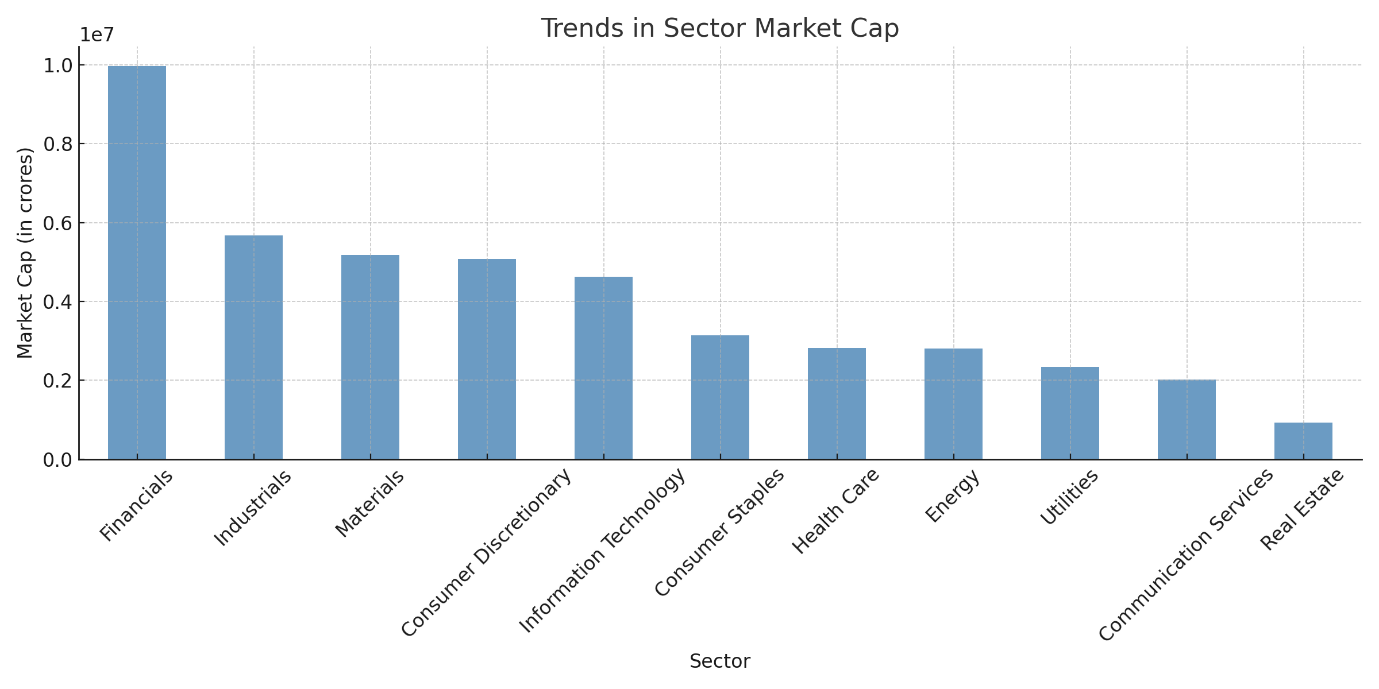 Trends in Sector Market Cap
1e7
1.0
0.8
0.6
0.4
0.2
0.0
Market Cap (in crores)
Financials
Industrials
Materials
Consumer Discretionary
Information Technology
Consumer Staples
Health Care
Energy
Utilities
Communication Services
Real Estate
Sector